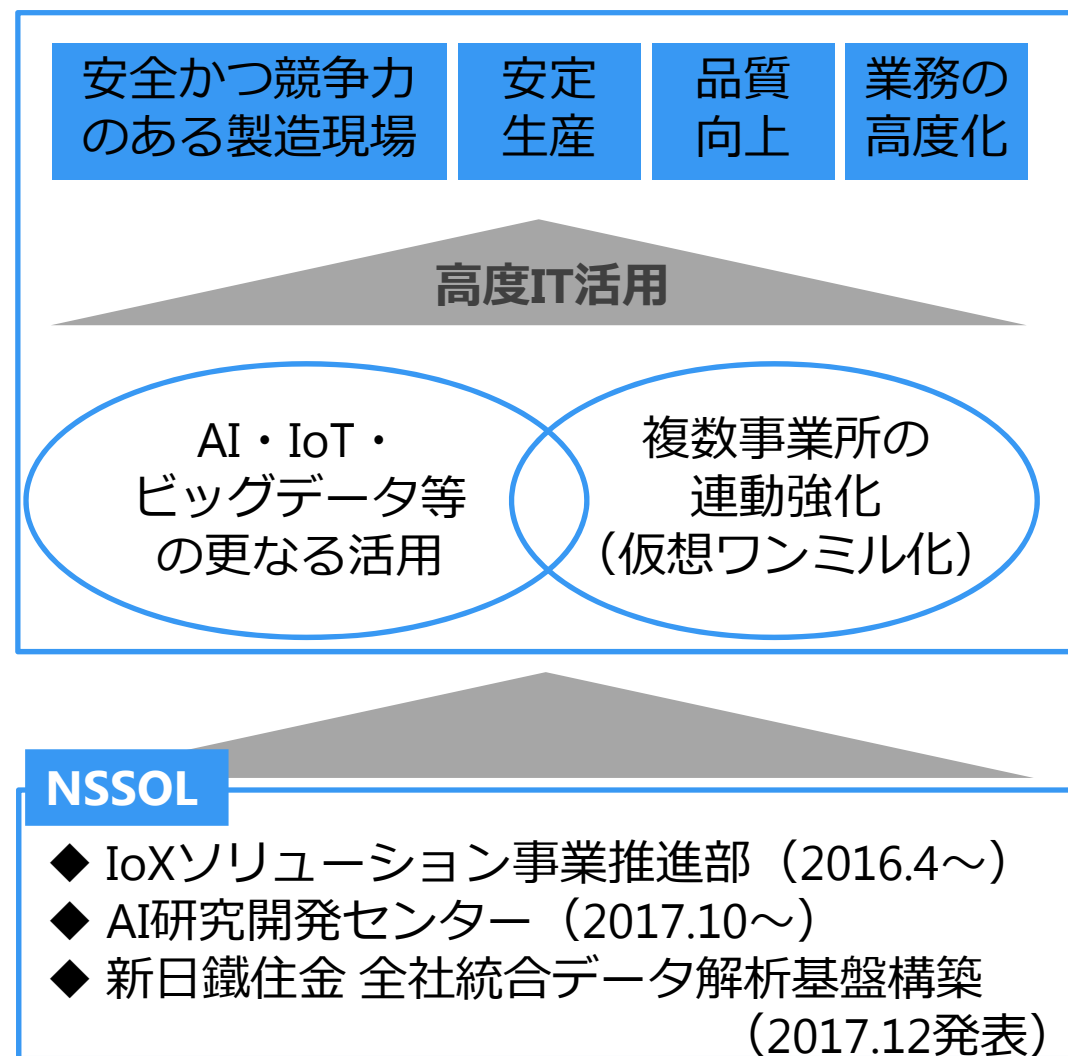 安全かつ競争力
のある製造現場
安定
生産
品質
向上
業務の
高度化
高度IT活用
AI・IoT・
ビッグデータ等
の更なる活用
複数事業所の
連動強化
（仮想ワンミル化）
NSSOL
◆ IoXソリューション事業推進部（2016.4～）
◆ AI研究開発センター（2017.10～）
◆ 新日鐵住金 全社統合データ解析基盤構築
（2017.12発表）